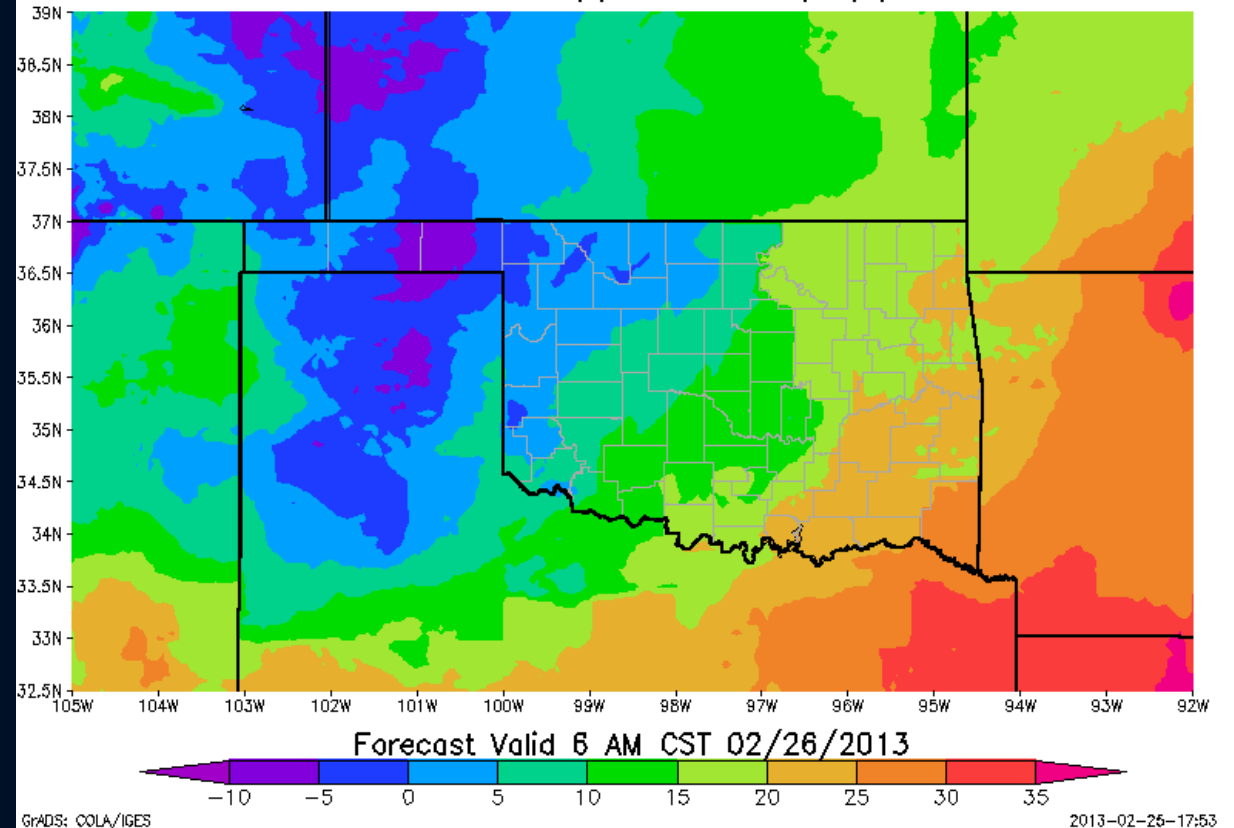 39N
38.5N
38N
37.5N
37N
36.5N
36N
35.5N
35N
34.5N
34N
33.5N
33N
32.5N
105W 104W 103W 102W 101W 100W 99W 98W 97W 96W 95W 94W 93W 92W
Forecast Valid 6 AM CST 02/26/2013
−10 −5 0 5 10 15 20 25 30 35
GrADS: COLA/IGES 2013−02−25−17:53